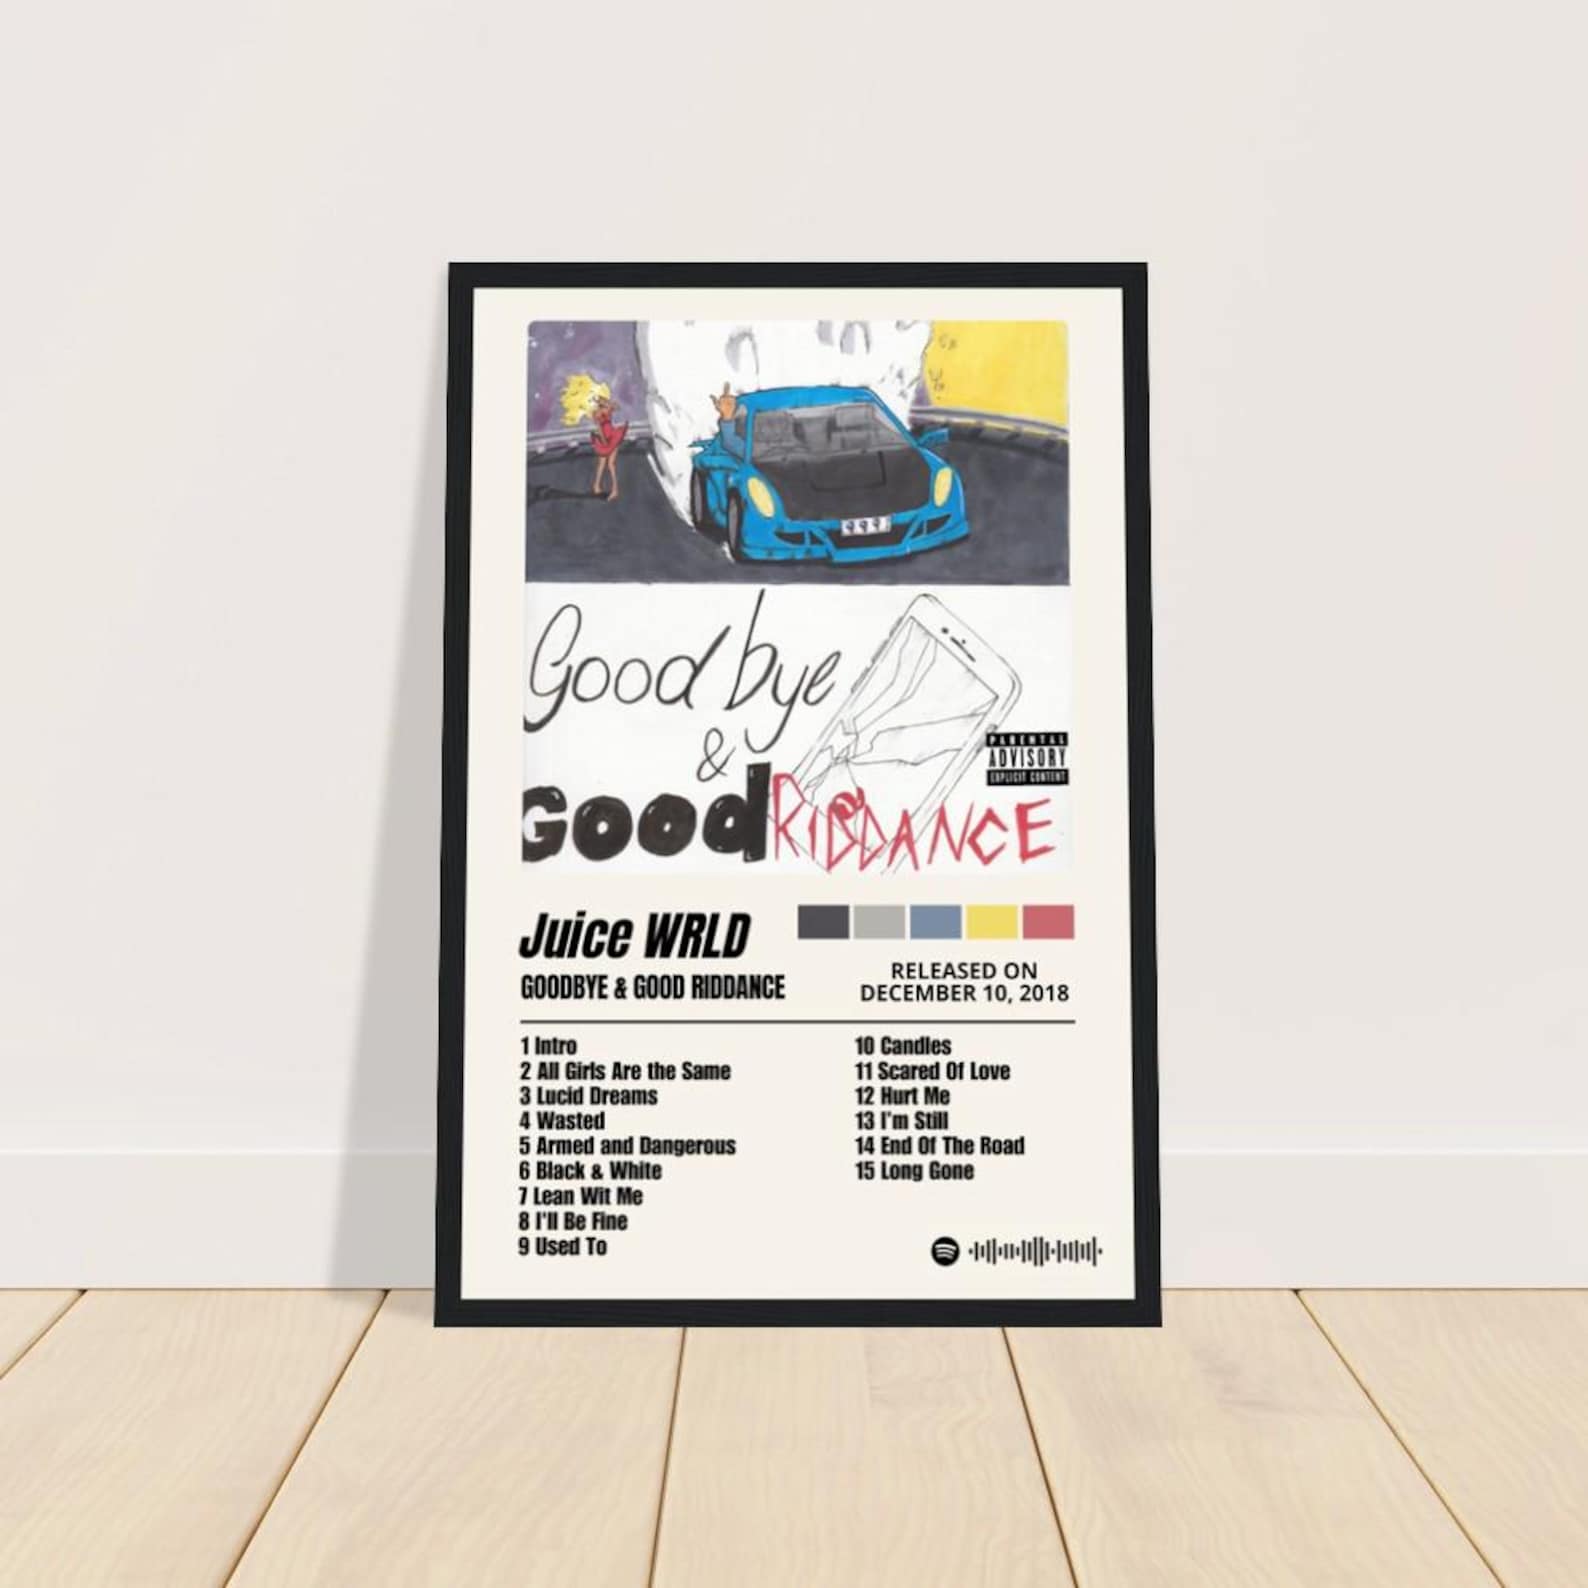 999
Goodbye
&
Good RIDDANCE
PARENTAL
ADVISORY
EXPLICIT CONTENT
Juice WRLD
GOODBYE & GOOD RIDDANCE
RELEASED ON
DECEMBER 10, 2018
1 Intro
2 All Girls Are the Same
3 Lucid Dreams
4 Wasted
5 Armed and Dangerous
6 Black & White
7 Lean Wit Me
8 I'll Be Fine
9 Used To
10 Candles
11 Scared Of Love
12 Hurt Me
13 I'm Still
14 End Of The Road
15 Long Gone